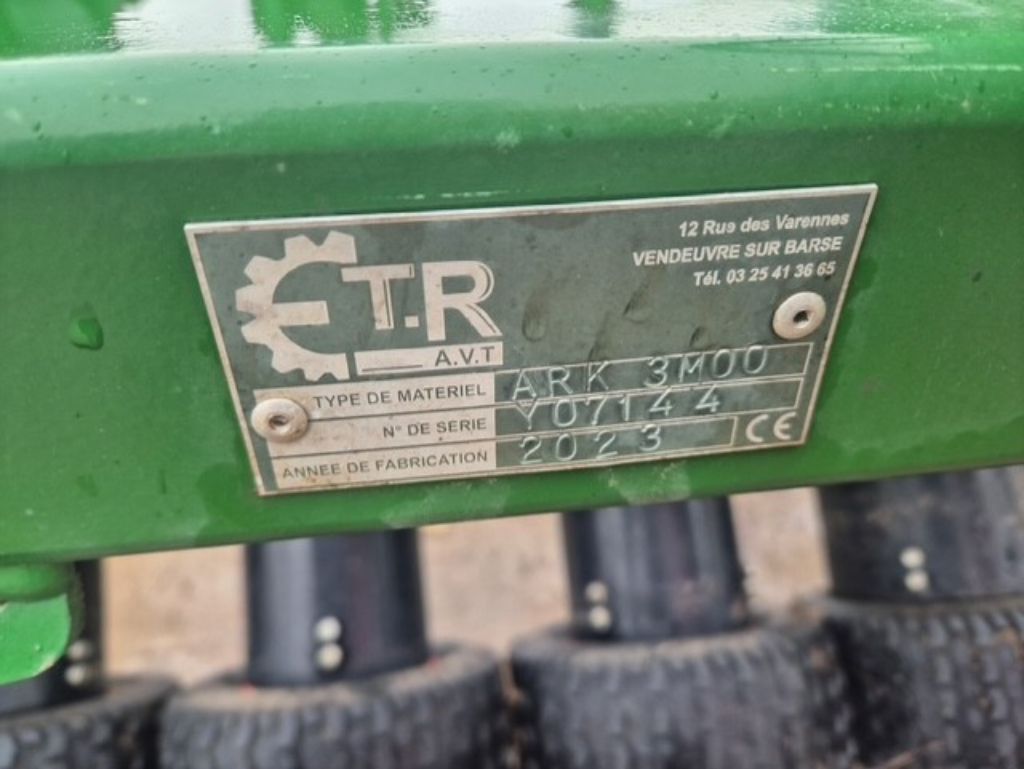 12 Rue des Varennes
VENDEUVRE SUR BARSE
Tél. 03 25 41 36 65
ET.R
A.V.T
TYPE DE MATERIEL ARK 3M00
N° DE SERIE Y07144
ANNEE DE FABRICATION 2023 CE